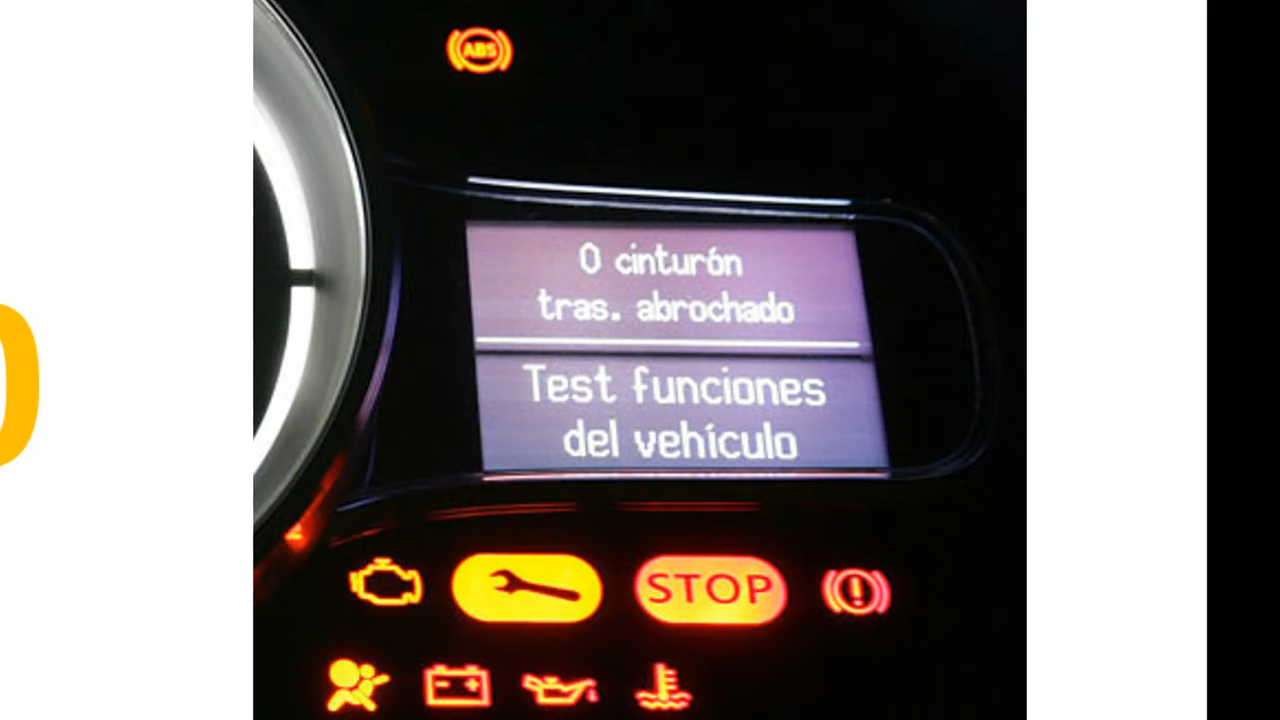 ABS
0 cinturón
tras. abrochado
Test funciones
del vehículo
STOP